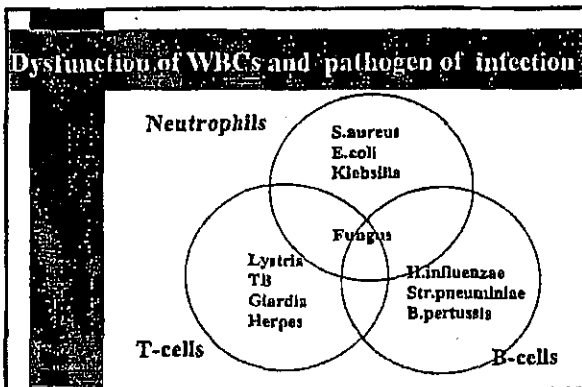 Dysfunction of WBCs and pathogen of infection
Neutrophils
S.aureus
E.coli
Klebsilla
Fungus
Lystris
TB
Giardia
Herpes
H.influenzae
Str.pneuminiae
B.pertussis
T-cells
B-cells